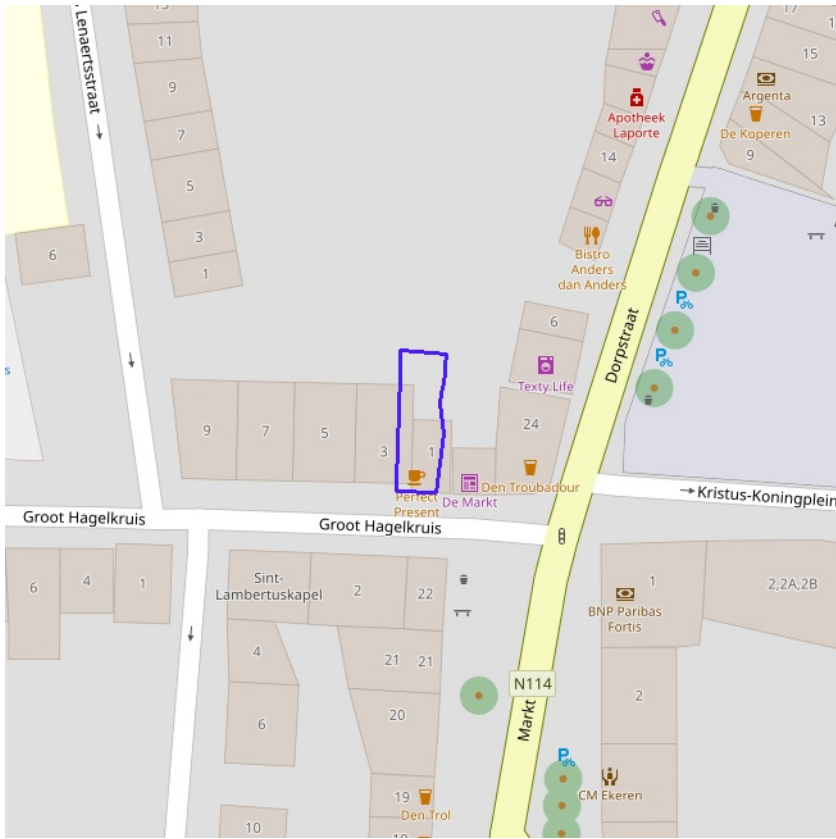 Lenaertsstraat
11
9
7
5
3
1
6
17
15
Argenta
De Koperen
13
9
Apotheek
Laporte
14
Bistro
Anders
dan Anders
Dorpstraat
6
Texty Life
24
Den Troubadour
9
7
5
3
1
Perfect
Present
De Markt
Kristus-Koningplein
Groot Hagelkruis
Groot Hagelkruis
6
4
1
Sint-
Lambertuskapel
2
22
1
2,2A,2B
BNP Paribas
Fortis
4
21
21
6
20
N114
Markt
2
19
Den Trol
CM Ekeren
10